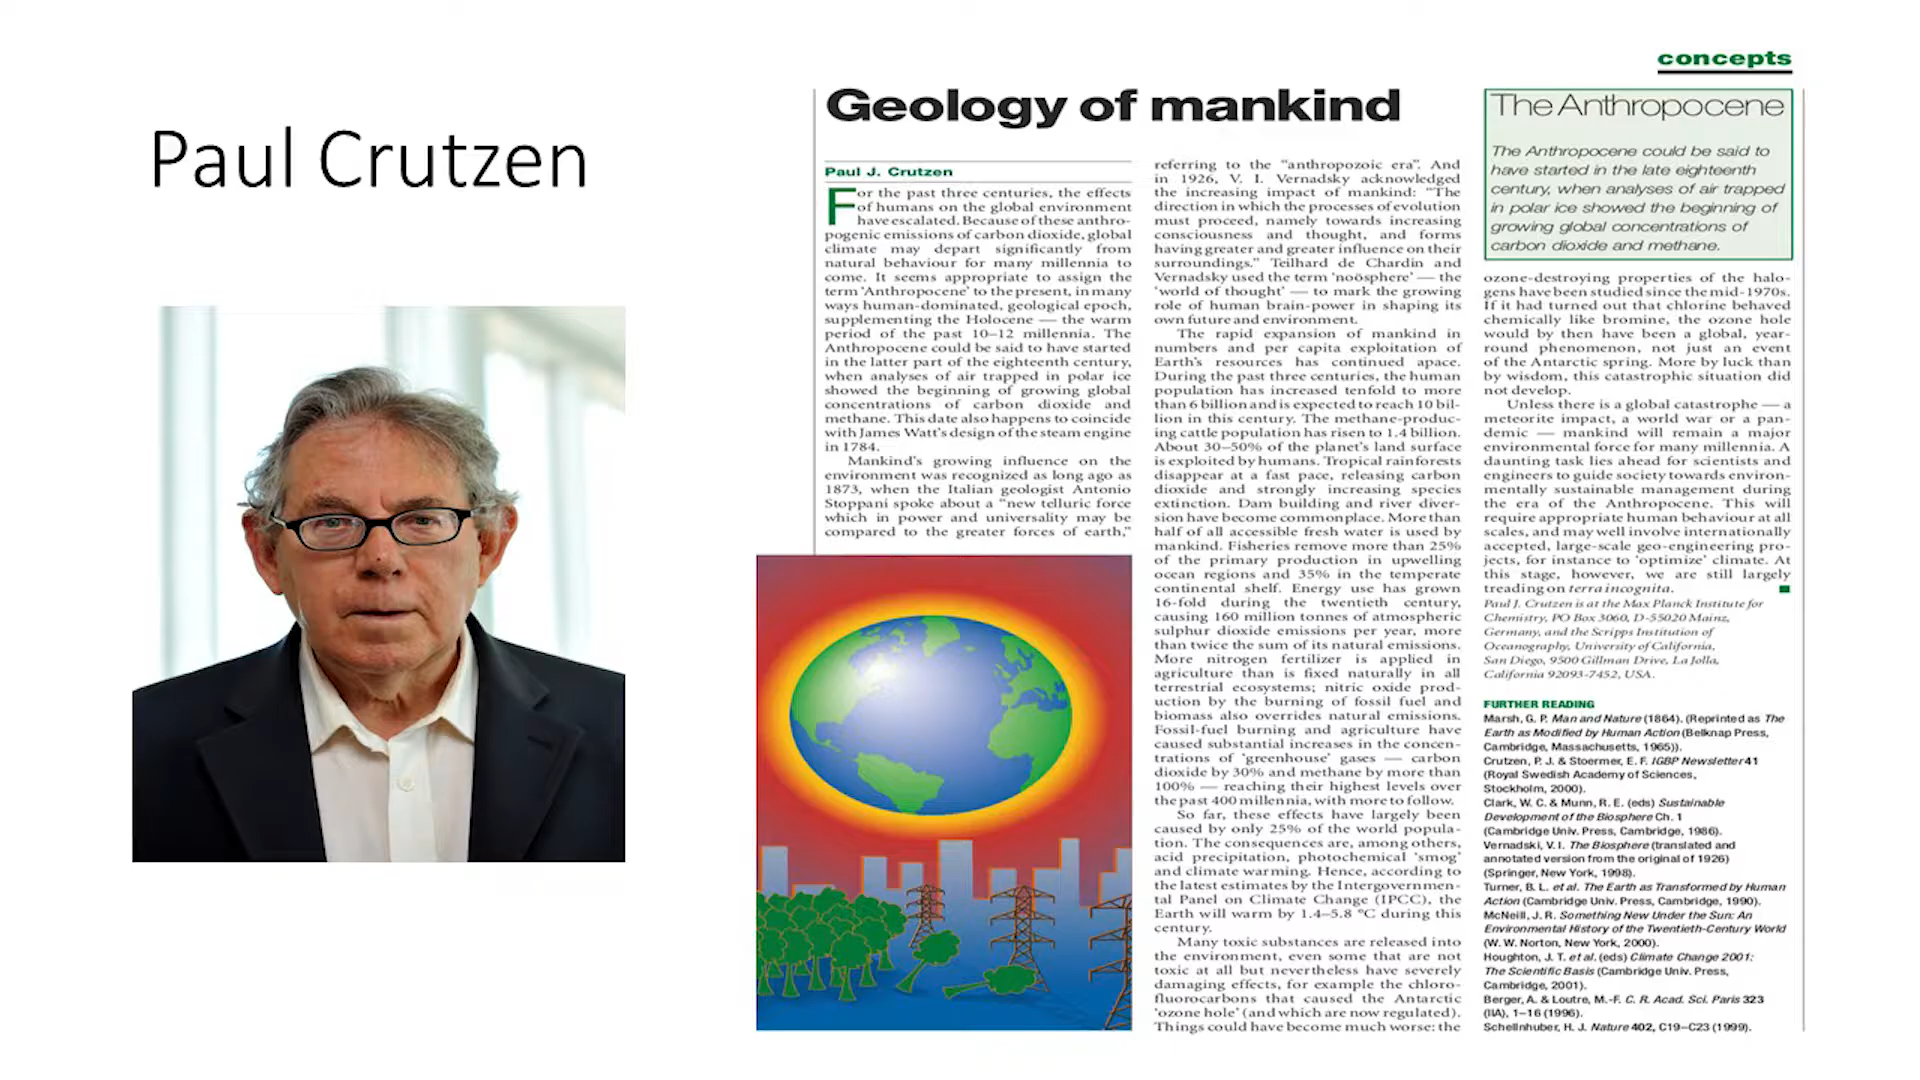 Paul Crutzen
concepts
Geology of mankind
Paul J. Crutzen
For the past three centuries, the effects
of humans on the global environment
have escalated. Because of these anthro-
pogenic emissions of carbon dioxide, global
climate may depart significantly from
natural behaviour for many millennia to
come. It seems appropriate to assign the
term ‘Anthropocene’ to the present, in many
ways human-dominated, geological epoch,
supplementing the Holocene — the warm
period of the past 10–12 millennia. The
Anthropocene could be said to have started
in the latter part of the eighteenth century,
when analyses of air trapped in polar ice
showed the beginning of growing global
concentrations of carbon dioxide and
methane. This date also happens to coincide
with James Watt’s design of the steam engine
in 1784.
Mankind’s growing influence on the
environment was recognized as long ago as
1873, when the Italian geologist Antonio
Stoppani spoke about a “new telluric force
which in power and universality may be
compared to the greater forces of earth,”
referring to the “anthropozoic era”. And
in 1926, V. I. Vernadsky acknowledged
the increasing impact of mankind: “The
direction in which the processes of evolution
must proceed, namely towards increasing
consciousness and thought, and forms
having greater and greater influence on their
surroundings.” Teilhard de Chardin and
Vernadsky used the term ‘noösphere’ — the
‘world of thought’ — to mark the growing
role of human brain-power in shaping its
own future and environment.
The rapid expansion of mankind in
numbers and per capita exploitation of
Earth’s resources has continued apace.
During the past three centuries, the human
population has increased tenfold to more
than 6 billion and is expected to reach 10 bil-
lion in this century. The methane-produc-
ing cattle population has risen to 1.4 billion.
About 30–50% of the planet’s land surface
is exploited by humans. Tropical rainforests
disappear at a fast pace, releasing carbon
dioxide and strongly increasing species
extinction. Dam building and river diver-
sion have become commonplace. More than
half of all accessible fresh water is used by
mankind. Fisheries remove more than 25%
of the primary production in upwelling
ocean regions and 35% in the temperate
continental shelf. Energy use has grown
16-fold during the twentieth century,
causing 160 million tonnes of atmospheric
sulphur dioxide emissions per year, more
than twice the sum of its natural emissions.
More nitrogen fertilizer is applied in
agriculture than is fixed naturally in all
terrestrial ecosystems; nitric oxide prod-
uction by the burning of fossil fuel and
biomass also overrides natural emissions.
Fossil-fuel burning and agriculture have
caused substantial increases in the concen-
trations of ‘greenhouse’ gases — carbon
dioxide by 30% and methane by more than
100% — reaching their highest levels over
the past 400 millennia, with more to follow.
So far, these effects have largely been
caused by only 25% of the world popula-
tion. The consequences are, among others,
acid precipitation, photochemical ‘smog’
and climate warming. Hence, according to
the latest estimates by the Intergovernmen-
tal Panel on Climate Change (IPCC), the
Earth will warm by 1.4–5.8 °C during this
century.
Many toxic substances are released into
the environment, even some that are not
toxic at all but nevertheless have severely
damaging effects, for example the chloro-
fluorocarbons that caused the Antarctic
‘ozone hole’ (and which are now regulated).
Things could have become much worse: the
The Anthropocene
The Anthropocene could be said to
have started in the late eighteenth
century, when analyses of air trapped
in polar ice showed the beginning of
growing global concentrations of
carbon dioxide and methane.
ozone-destroying properties of the halo-
gens have been studied since the mid-1970s.
If it had turned out that chlorine behaved
chemically like bromine, the ozone hole
would by then have been a global, year-
round phenomenon, not just an event
of the Antarctic spring. More by luck than
by wisdom, this catastrophic situation did
not develop.
Unless there is a global catastrophe — a
meteorite impact, a world war or a pan-
demic — mankind will remain a major
environmental force for many millennia. A
daunting task lies ahead for scientists and
engineers to guide society towards environ-
mentally sustainable management during
the era of the Anthropocene. This will
require appropriate human behaviour at all
scales, and may well involve internationally
accepted, large-scale geo-engineering pro-
jects, for instance to ‘optimize’ climate. At
this stage, however, we are still largely
treading on terra incognita.
Paul J. Crutzen is at the Max Planck Institute for
Chemistry, PO Box 3060, D-55020 Mainz,
Germany, and the Scripps Institution of
Oceanography, University of California,
San Diego, 9500 Gillman Drive, La Jolla,
California 92093-7452, USA.
FURTHER READING
Marsh, G. P. Man and Nature (1864). (Reprinted as The
Earth as Modified by Human Action (Belknap Press,
Cambridge, Massachusetts, 1965)).
Crutzen, P. J. & Stoermer, E. F. IGBP Newsletter 41
(Royal Swedish Academy of Sciences,
Stockholm, 2000).
Clark, W. C. & Munn, R. E. (eds) Sustainable
Development of the Biosphere Ch. 1
(Cambridge Univ. Press, Cambridge, 1986).
Vernadski, V. I. The Biosphere (translated and
annotated version from the original of 1926)
(Springer, New York, 1998).
Turner, B. L. et al. The Earth as Transformed by Human
Action (Cambridge Univ. Press, Cambridge, 1990).
McNeill, J. R. Something New Under the Sun: An
Environmental History of the Twentieth-Century World
(W. W. Norton, New York, 2000).
Houghton, J. T. et al. (eds) Climate Change 2001:
The Scientific Basis (Cambridge Univ. Press,
Cambridge, 2001).
Berger, A. & Loutre, M.-F. C. R. Acad. Sci. Paris 323
(IIA), 1–16 (1996).
Schellnhuber, H. J. Nature 402, C19–C23 (1999).